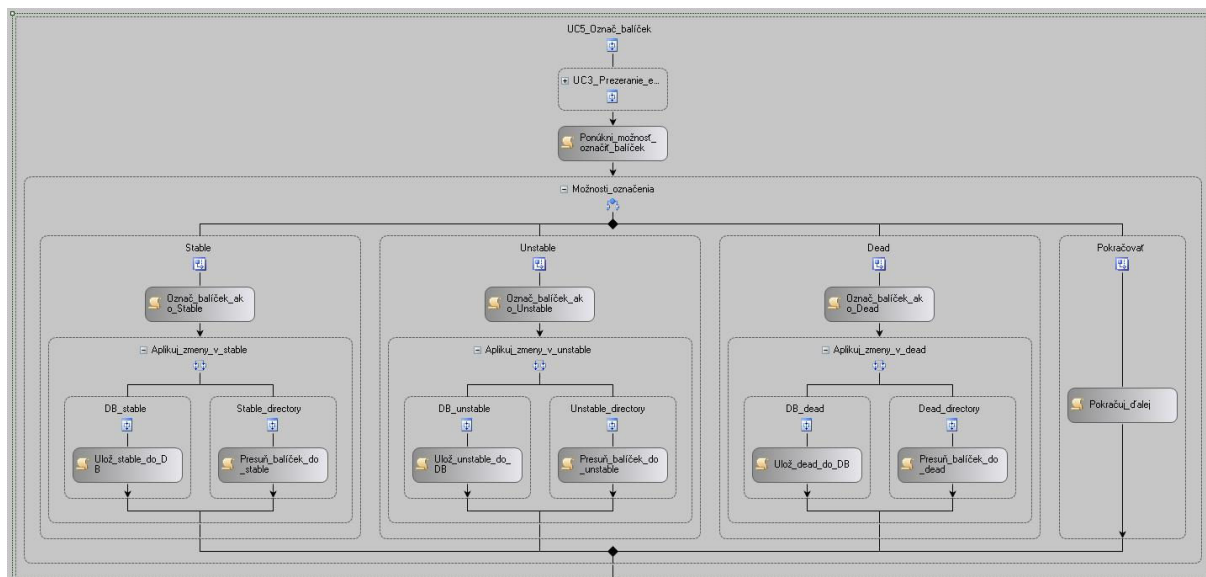 UC5_Označ_balíček
UC3_Prezeranie_e...
Ponúkni_možnosť_
označiť_balíček
Možnosti_označenia
Stable
Unstable
Dead
Pokračovať
Označ_balíček_ak
o_Stable
Označ_balíček_ak
o_Unstable
Označ_balíček_ak
o_Dead
Aplikuj_zmeny_v_stable
Aplikuj_zmeny_v_unstable
Aplikuj_zmeny_v_dead
DB_stable
Stable_directory
DB_unstable
Unstable_directory
DB_dead
Dead_directory
Pokračuj_ďalej
Ulož_stable_do_D
B
Presuň_balíček_do
_stable
Ulož_unstable_do_
DB
Presuň_balíček_do
_unstable
Ulož_dead_do_DB
Presuň_balíček_do
_dead